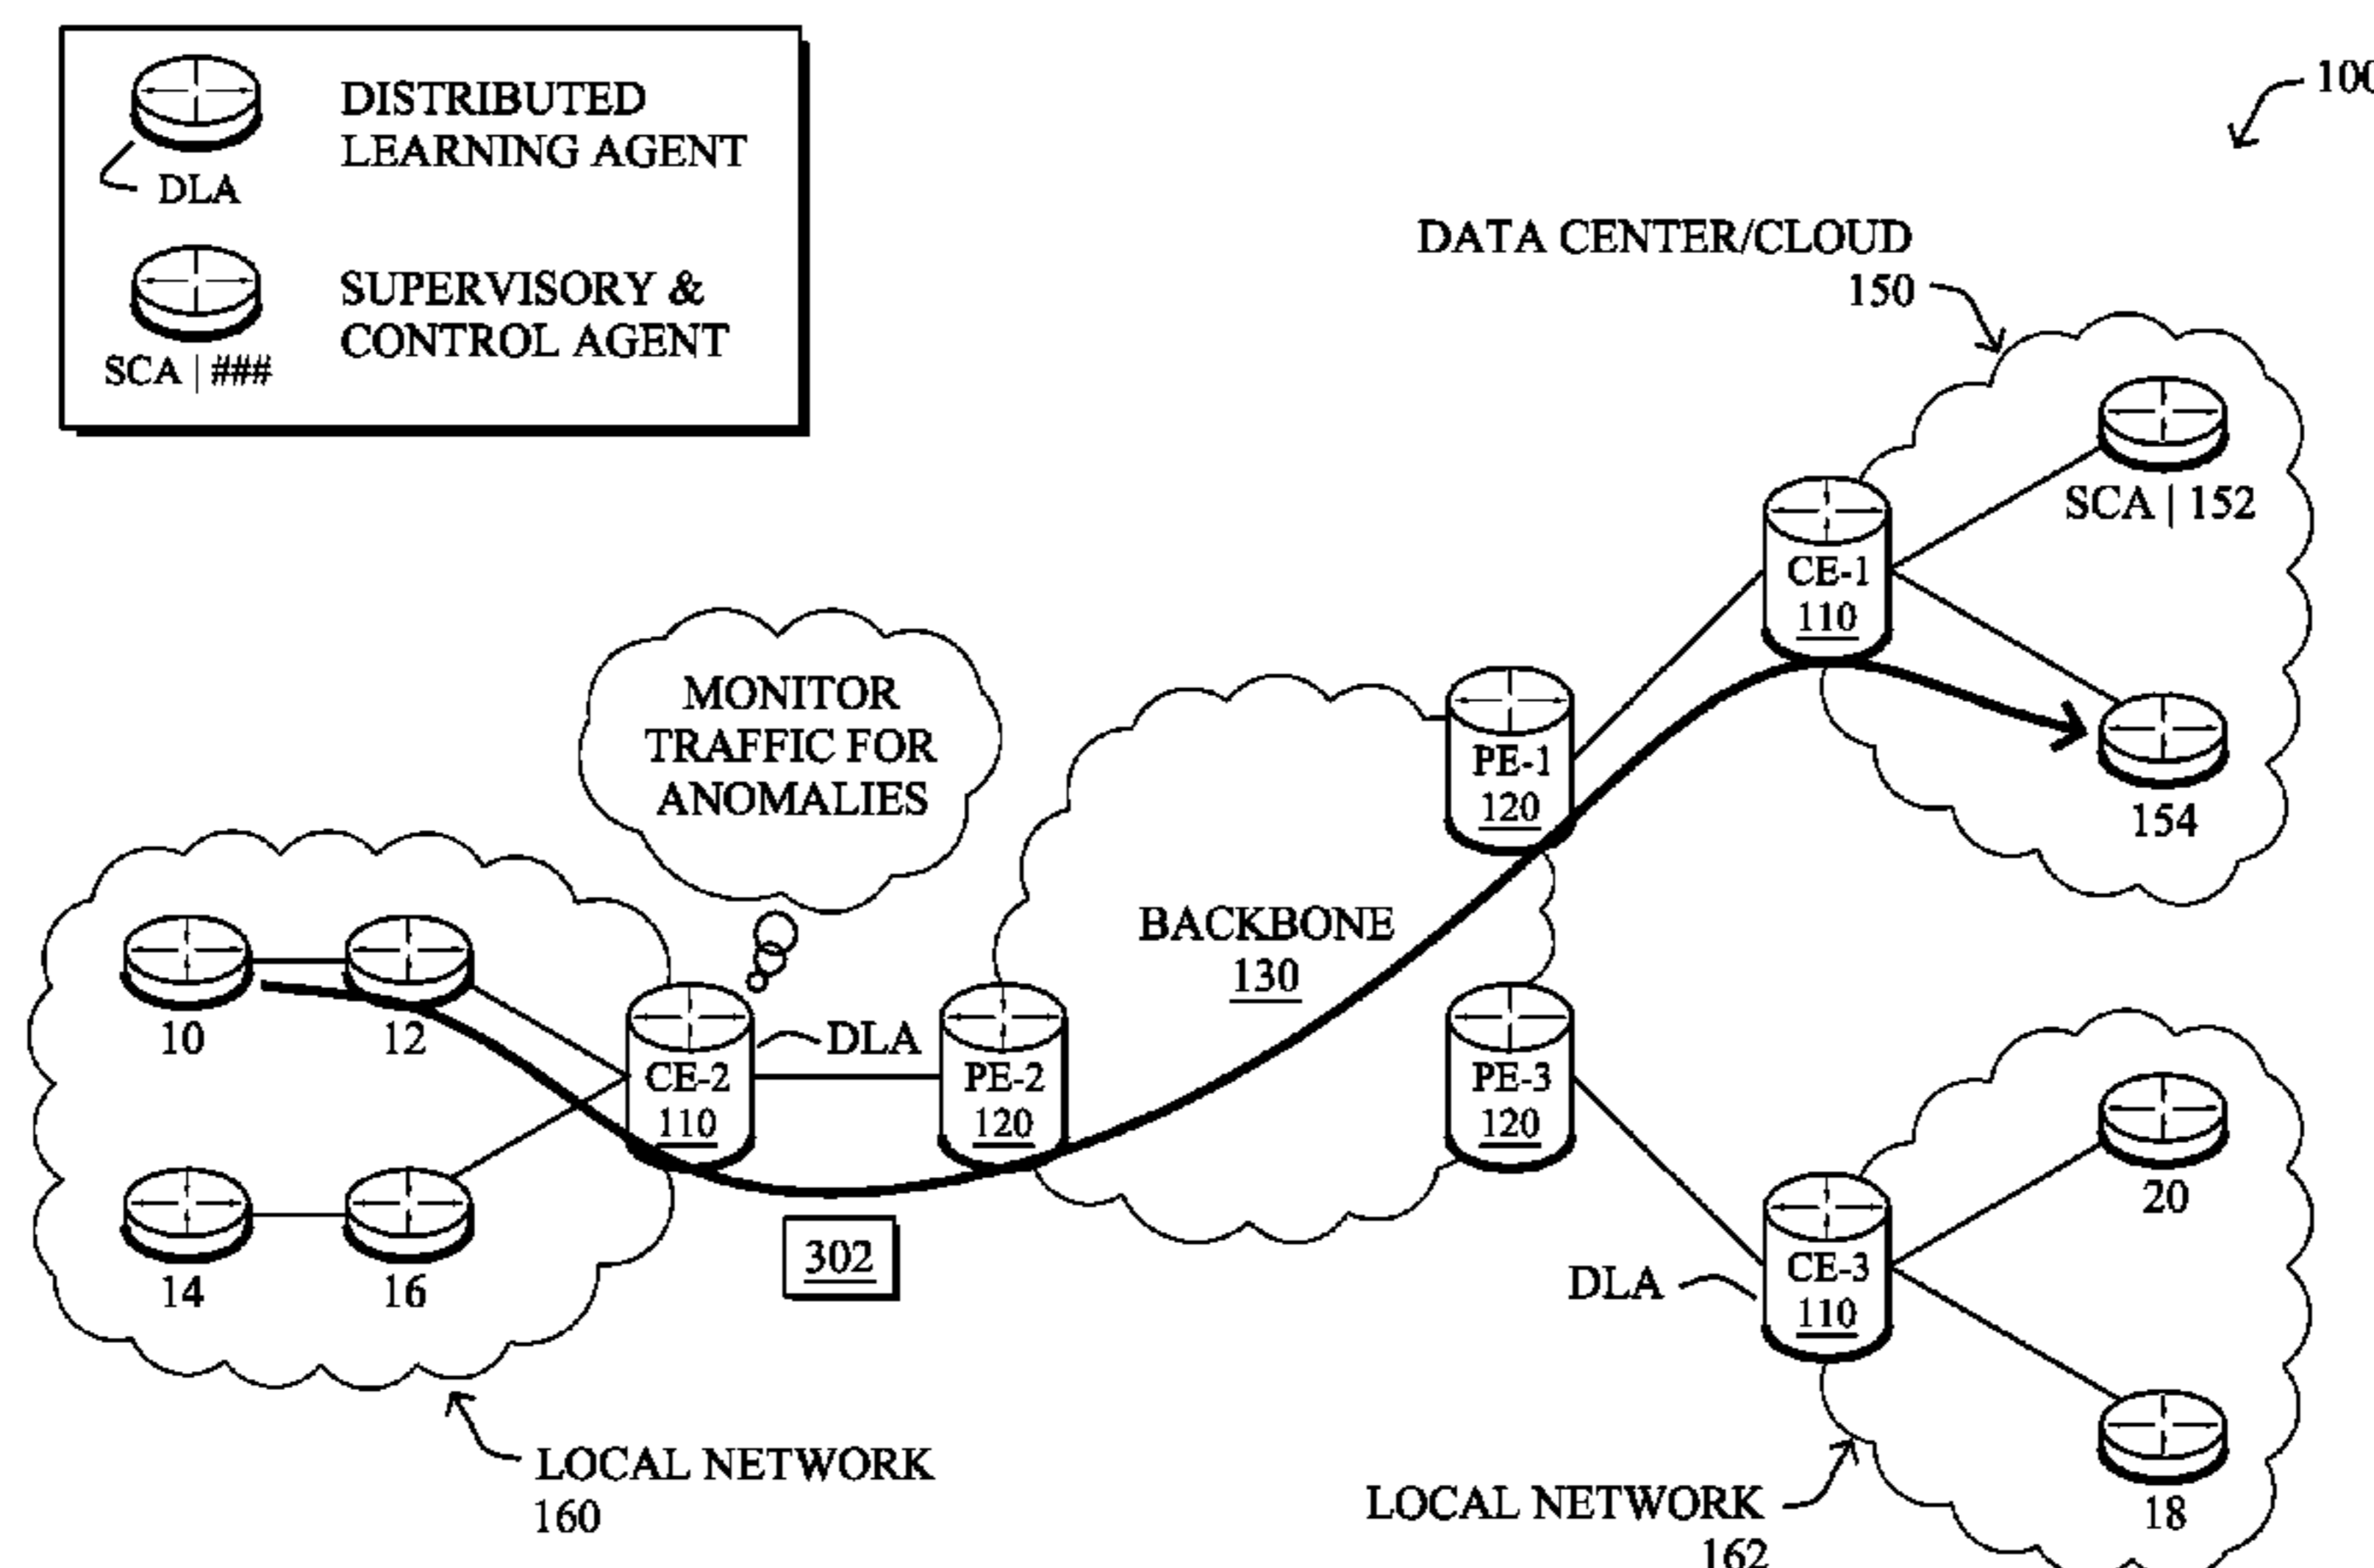 DISTRIBUTED
LEARNING AGENT
DLA
SUPERVISORY &
CONTROL AGENT
SCA | ###
100
DATA CENTER/CLOUD
150
SCA | 152
CE-1
110
154
MONITOR
TRAFFIC FOR
ANOMALIES
PE-1
120
BACKBONE
130
10
12
CE-2
110
DLA
PE-2
120
PE-3
120
14
16
302
20
CE-3
110
DLA
18
LOCAL NETWORK
160
LOCAL NETWORK
162